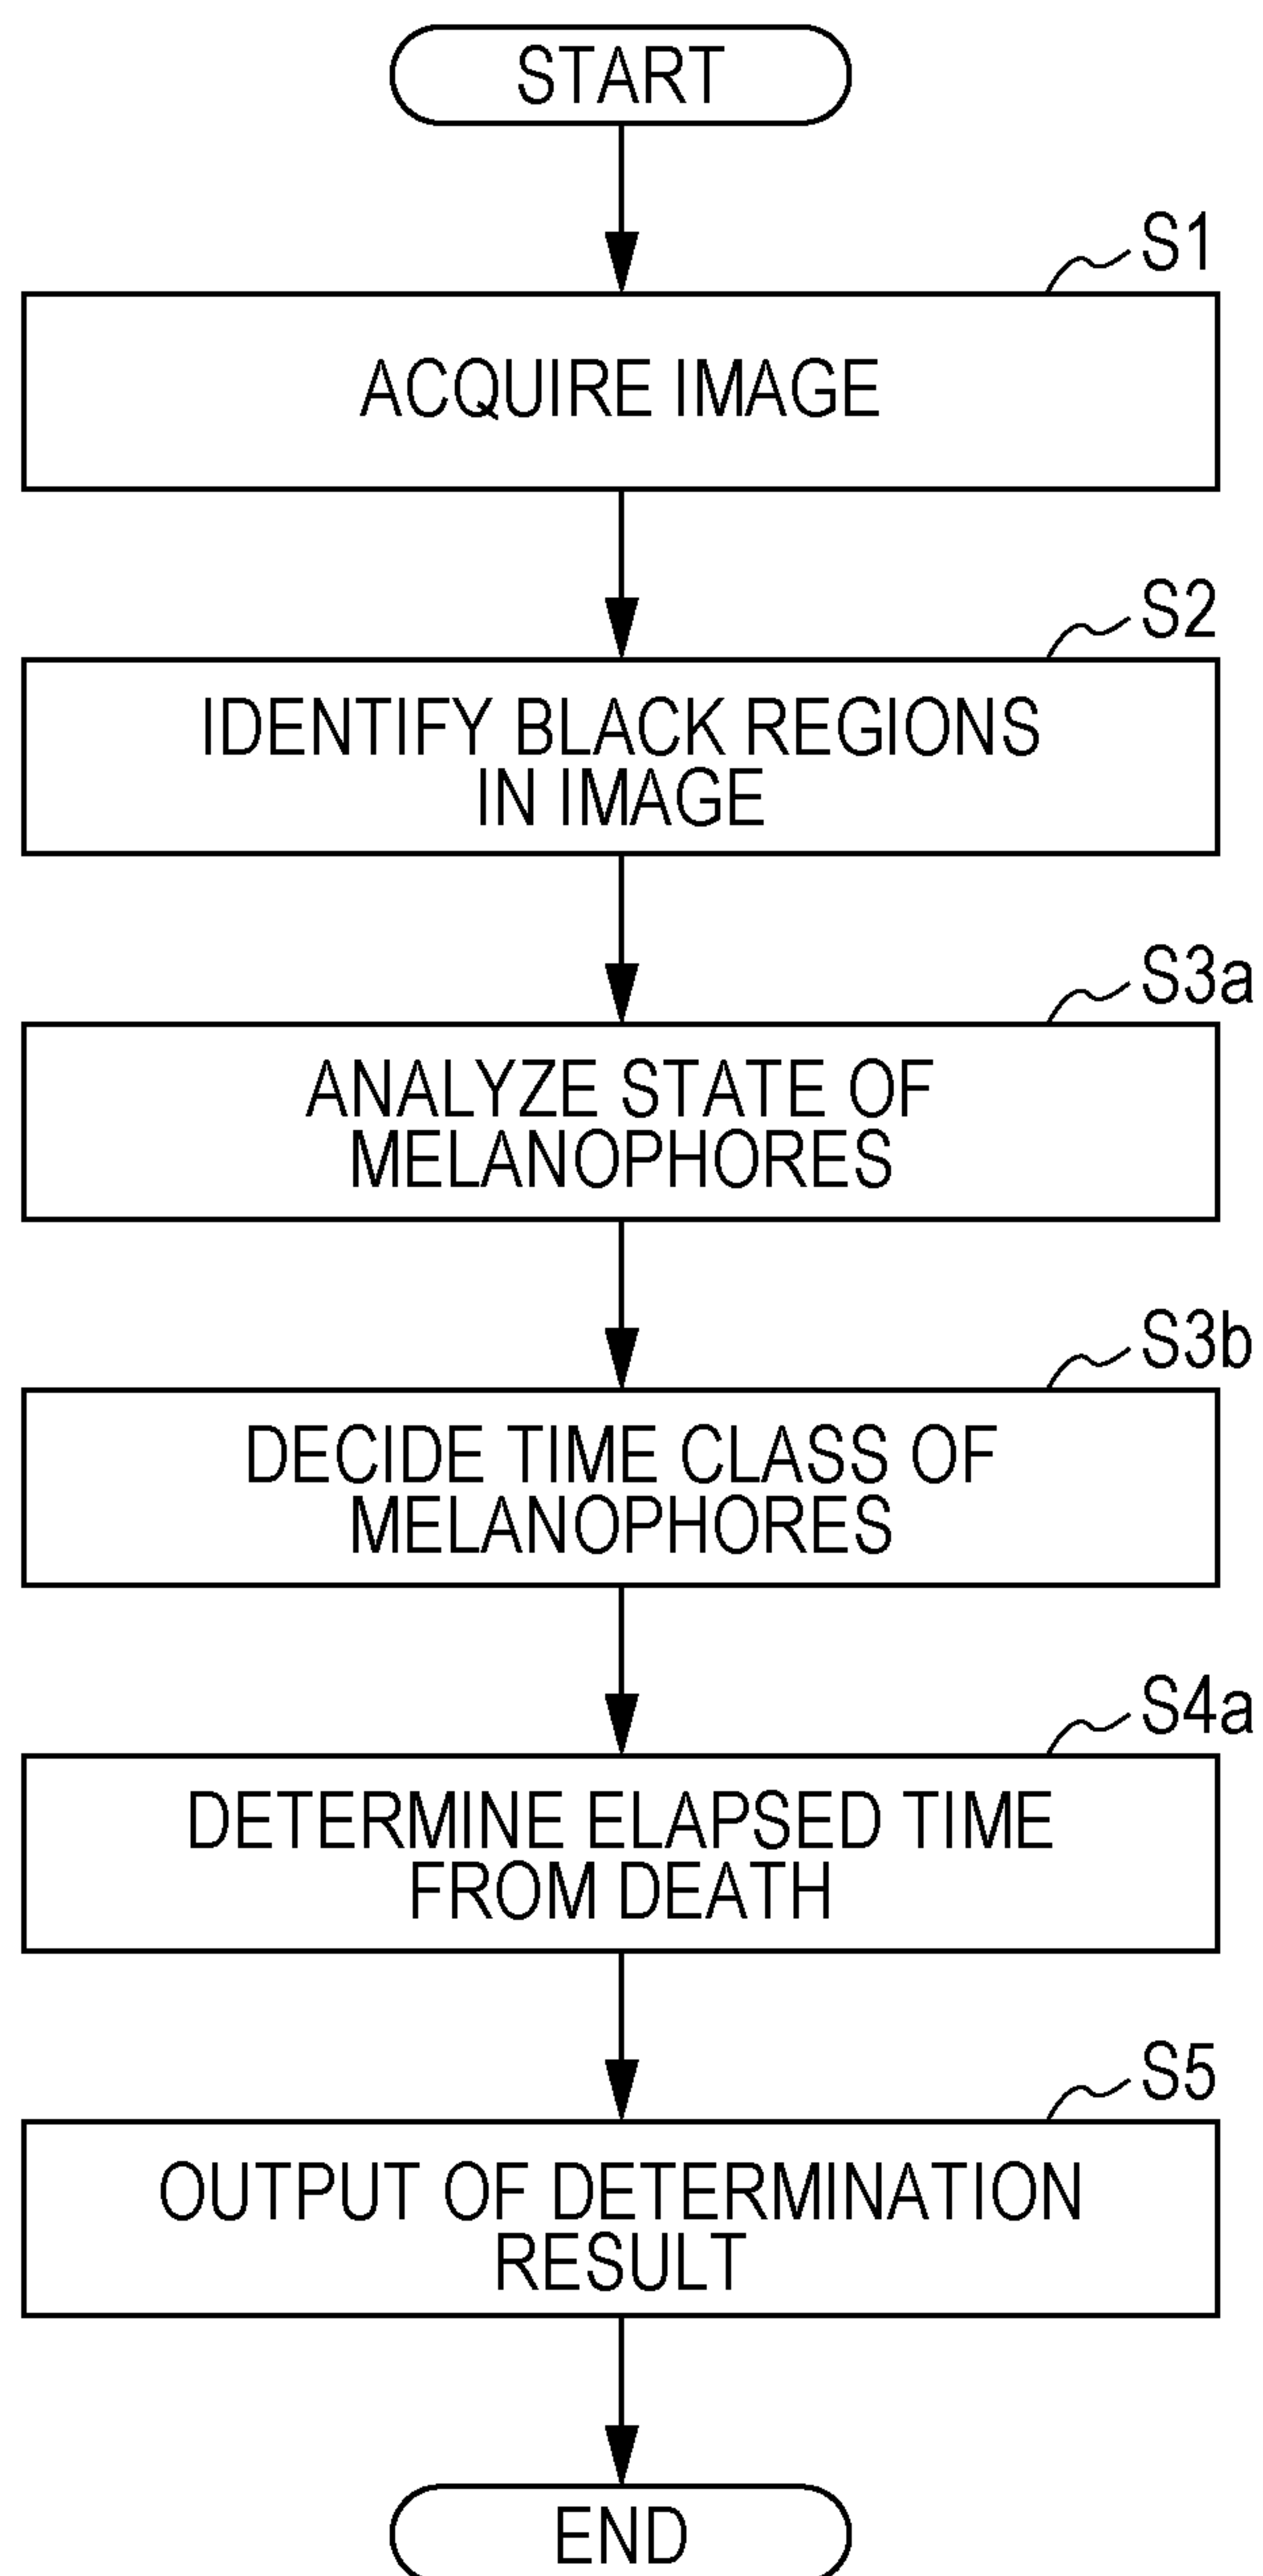 START
S1
ACQUIRE IMAGE
S2
IDENTIFY BLACK REGIONS
IN IMAGE
S3a
ANALYZE STATE OF
MELANOPHORES
S3b
DECIDE TIME CLASS OF
MELANOPHORES
S4a
DETERMINE ELAPSED TIME
FROM DEATH
S5
OUTPUT OF DETERMINATION
RESULT
END